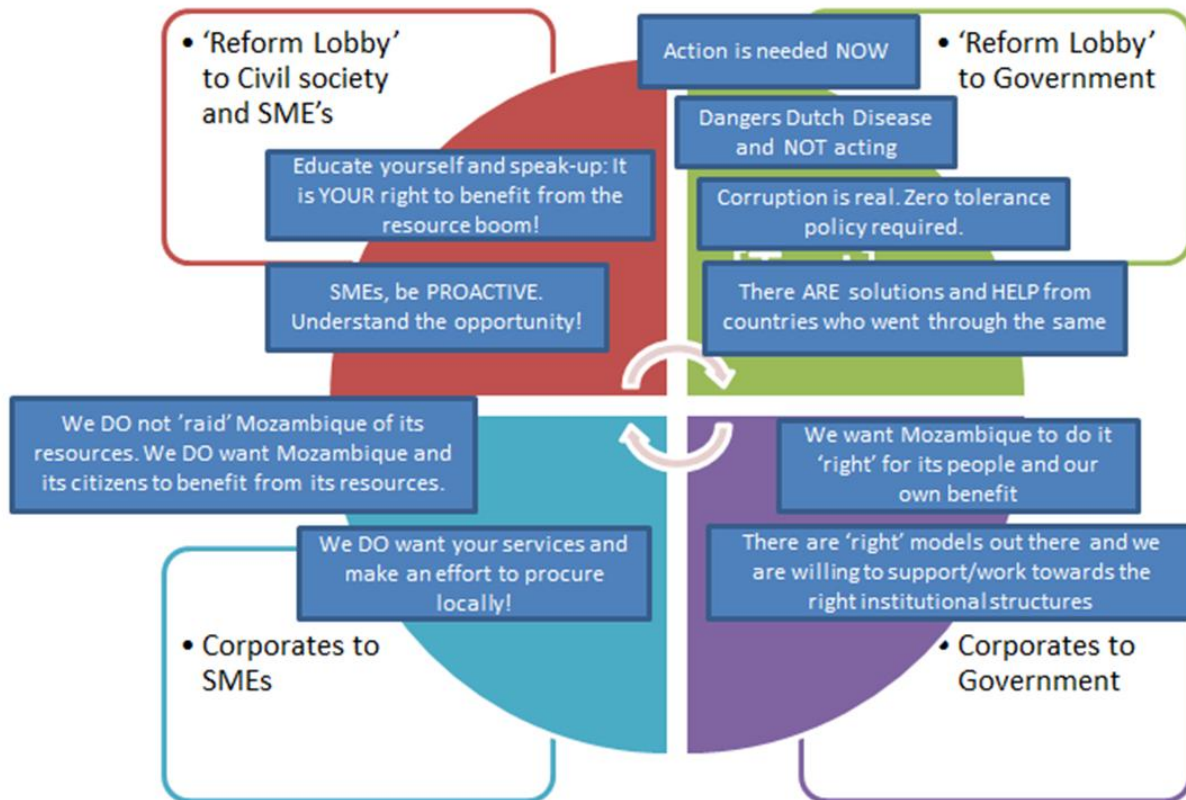 • ‘Reform Lobby’
to Civil society
and SME’s
Educate yourself and speak-up: It
is YOUR right to benefit from the
resource boom!
SMEs, be PROACTIVE.
Understand the opportunity!
• ‘Reform Lobby’
to Government
Action is needed NOW
Dangers Dutch Disease
and NOT acting
Corruption is real. Zero tolerance
policy required.
There ARE solutions and HELP from
countries who went through the same
We DO not ’raid’ Mozambique of its
resources. We DO want Mozambique and
its citizens to benefit from its resources.
We DO want your services and
make an effort to procure
locally!
• Corporates to
SMEs
We want Mozambique to do it
‘right’ for its people and our
own benefit
There are ‘right’ models out there and we
are willing to support/work towards the
right institutional structures
• Corporates to
Government